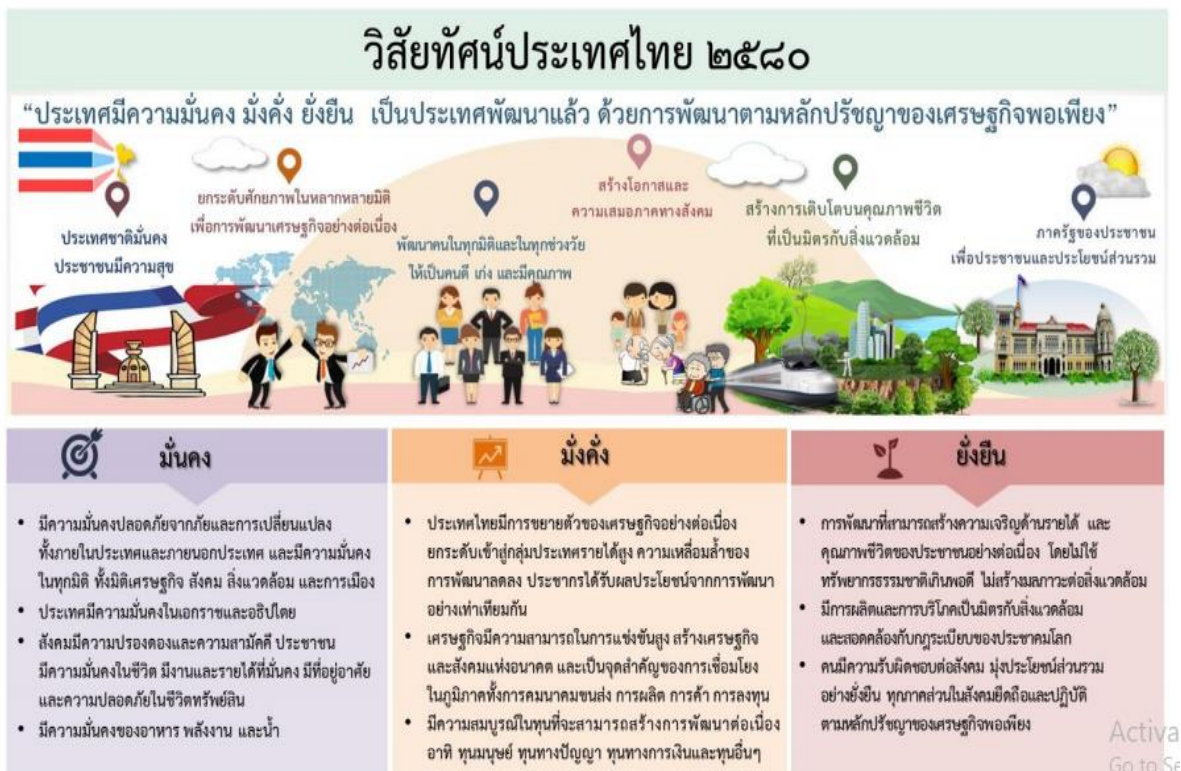 วิสัยทัศน์ประเทศไทย ๒๕๘๐
“ประเทศมีความมั่นคง มั่งคั่ง ยั่งยืน เป็นประเทศพัฒนาแล้ว ด้วยการพัฒนาตามหลักปรัชญาของเศรษฐกิจพอเพียง”
ประเทศชาติมั่นคง
ประชาชนมีความสุข
ยกระดับศักยภาพในหลากหลายมิติ
เพื่อการพัฒนาเศรษฐกิจอย่างต่อเนื่อง
พัฒนาคนในทุกมิติและในทุกช่วงวัย
ให้เป็นคนดี เก่ง และมีคุณภาพ
สร้างโอกาสและ
ความเสมอภาคทางสังคม
สร้างการเติบโตบนคุณภาพชีวิต
ที่เป็นมิตรกับสิ่งแวดล้อม
ภาครัฐของประชาชน
เพื่อประชาชนและประโยชน์ส่วนรวม
มั่นคง
• มีความมั่นคงปลอดภัยจากภัยและการเปลี่ยนแปลง
ทั้งภายในประเทศและภายนอกประเทศ และมีความมั่นคง
ในทุกมิติ ทั้งมิติเศรษฐกิจ สังคม สิ่งแวดล้อม และการเมือง
• ประเทศมีความมั่นคงในเอกราชและอธิปไตย
• สังคมมีความปรองดองและความสามัคคี ประชาชน
มีความมั่นคงในชีวิต มีงานและรายได้ที่มั่นคง มีที่อยู่อาศัย
และความปลอดภัยในชีวิตทรัพย์สิน
• มีความมั่นคงของอาหาร พลังงาน และน้ำ
มั่งคั่ง
• ประเทศไทยมีการขยายตัวของเศรษฐกิจอย่างต่อเนื่อง
ยกระดับเข้าสู่กลุ่มประเทศรายได้สูง ความเหลื่อมล้ำของ
การพัฒนาลดลง ประชากรได้รับผลประโยชน์จากการพัฒนา
อย่างเท่าเทียมกัน
• เศรษฐกิจมีความสามารถในการแข่งขันสูง สร้างเศรษฐกิจ
และสังคมแห่งอนาคต และเป็นจุดสำคัญของการเชื่อมโยง
ในภูมิภาคทั้งการคมนาคมขนส่ง การผลิต การค้า การลงทุน
• มีความสมบูรณ์ในทุนที่จะสามารถสร้างการพัฒนาต่อเนื่อง
อาทิ ทุนมนุษย์ ทุนทางปัญญา ทุนทางการเงินและทุนอื่นๆ
ยั่งยืน
• การพัฒนาที่สามารถสร้างความเจริญด้านรายได้ และ
คุณภาพชีวิตของประชาชนอย่างต่อเนื่อง โดยไม่ใช้
ทรัพยากรธรรมชาติเกินพอดี ไม่สร้างมลภาวะต่อสิ่งแวดล้อม
• มีการผลิตและการบริโภคเป็นมิตรกับสิ่งแวดล้อม
และสอดคล้องกับกฎระเบียบของประชาคมโลก
• คนมีความรับผิดชอบต่อสังคม มุ่งประโยชน์ส่วนรวม
อย่างยั่งยืน ทุกภาคส่วนในสังคมยึดถือและปฏิบัติ
ตามหลักปรัชญาของเศรษฐกิจพอเพียง
Activa
Go to Se